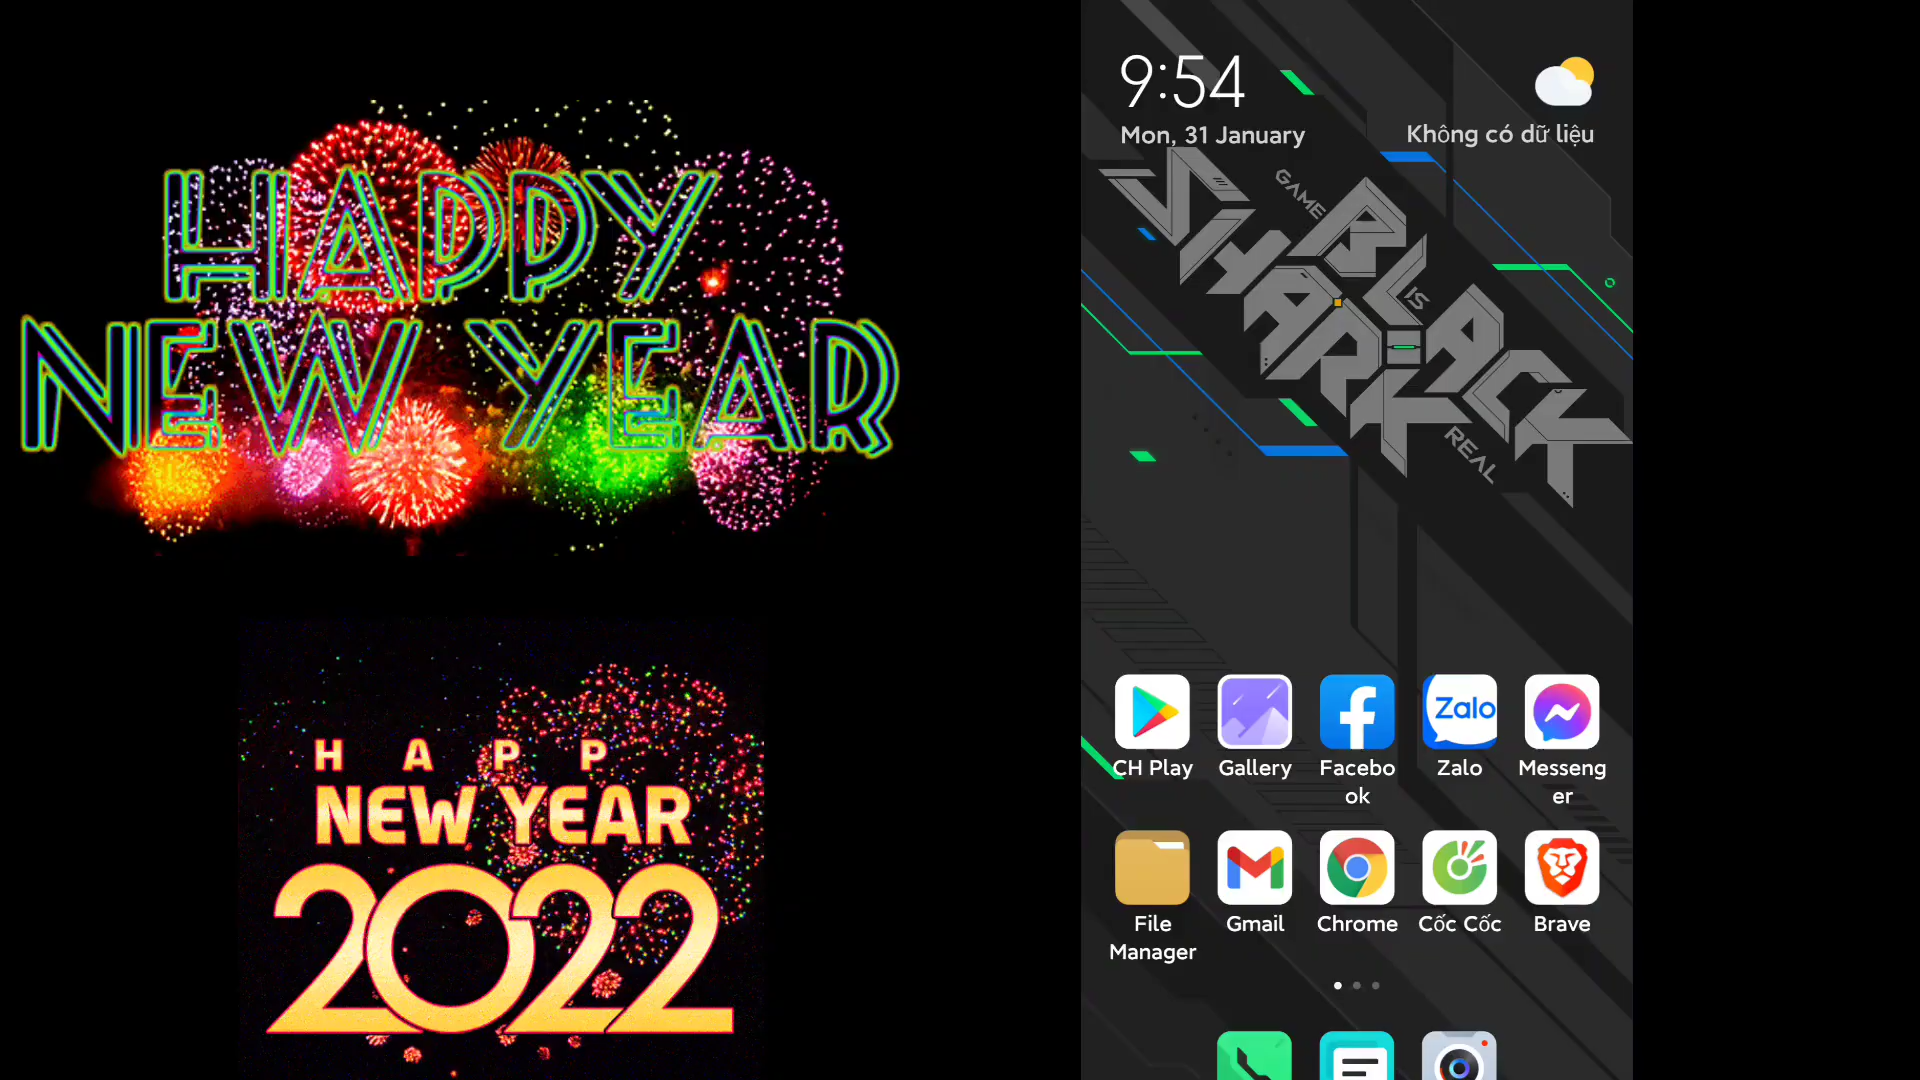 HAPPY
NEW YEAR
H A P P
NEW YEAR
2022
9:54
Mon, 31 January
Không có dữ liệu
GAME
BLACK
IS
SHARK
REAL
CH Play
Gallery
Facebo
ok
Zalo
Zalo
Messeng
er
File
Manager
Gmail
Chrome
Cốc Cốc
Brave